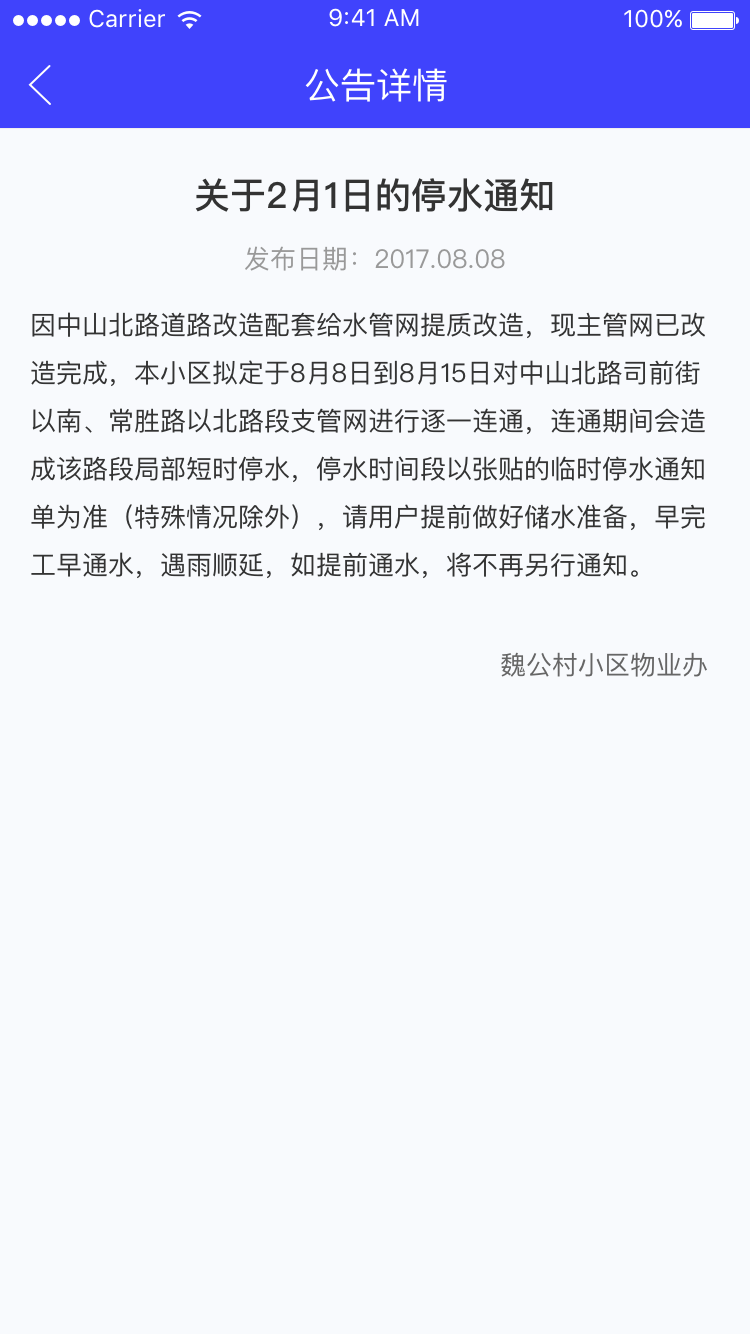 Carrier 9:41 AM 100%
公告详情
关于2月1日的停水通知
发布日期：2017.08.08
因中山北路道路改造配套给水管网提质改造，现主管网已改
造完成，本小区拟定于8月8日到8月15日对中山北路司前街
以南、常胜路以北路段支管网进行逐一连通，连通期间会造
成该路段局部短时停水，停水时间段以张贴的临时停水通知
单为准（特殊情况除外），请用户提前做好储水准备，早完
工早通水，遇雨顺延，如提前通水，将不再另行通知。
魏公村小区物业办